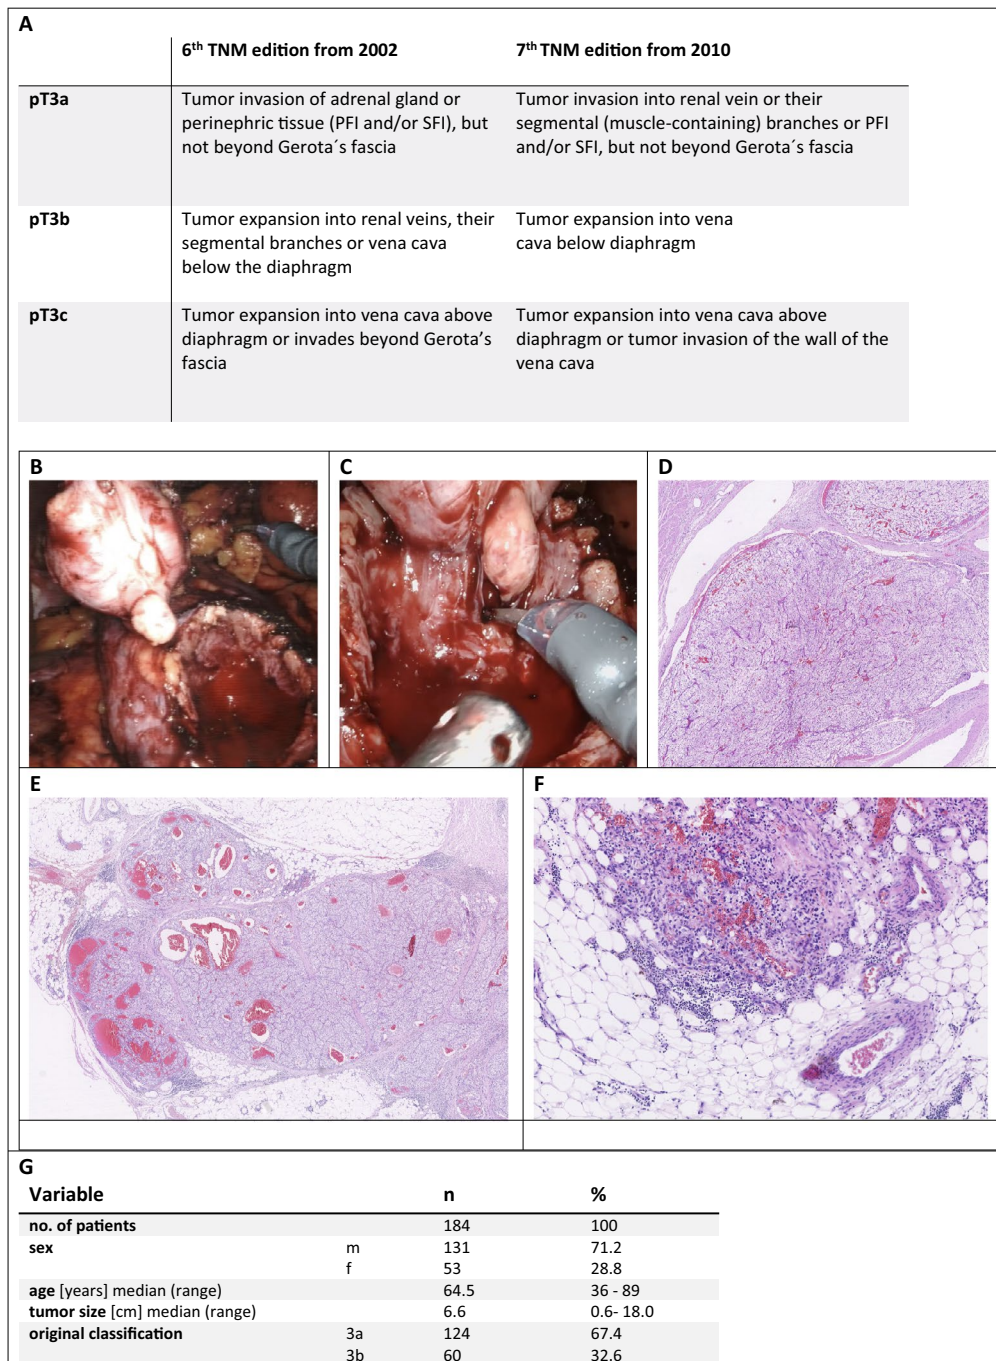 A
6th TNM edition from 2002 7th TNM edition from 2010
pT3a Tumor invasion of adrenal gland or Tumor invasion into renal vein or their
perinephric tissue (PFI and/or SFI), but segmental (muscle-containing) branches or PFI
not beyond Gerota´s fascia and/or SFI, but not beyond Gerota´s fascia
pT3b Tumor expansion into renal veins, their Tumor expansion into vena
segmental branches or vena cava cava below diaphragm
below the diaphragm
pT3c Tumor expansion into vena cava above Tumor expansion into vena cava above
diaphragm or invades beyond Gerota’s diaphragm or tumor invasion of the wall of the
fascia vena cava
B C D
E F
G
Variable n %
no. of patients 184 100
sex m 131 71.2
f 53 28.8
age [years] median (range) 64.5 36 - 89
tumor size [cm] median (range) 6.6 0.6- 18.0
original classification 3a 124 67.4
3b 60 32.6